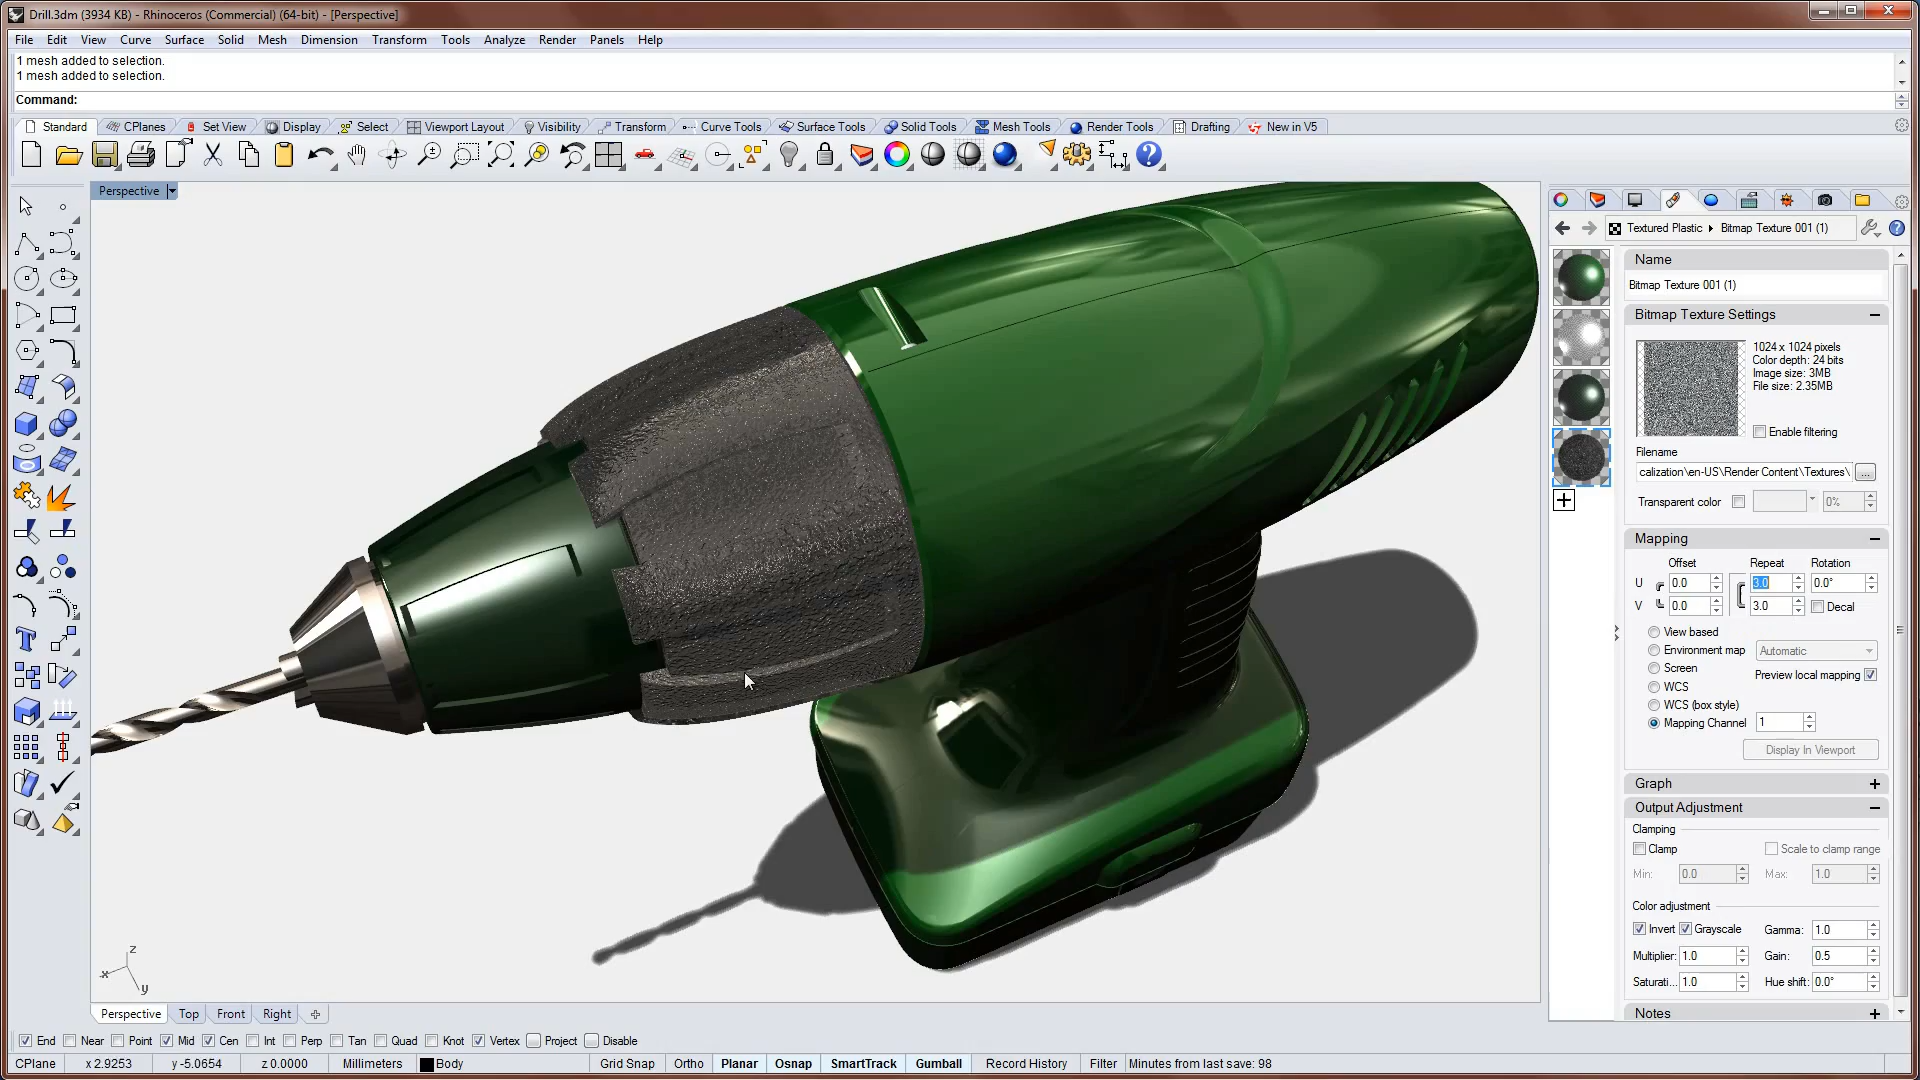 Drill.3dm (3934 KB) - Rhinoceros (Commercial) (64-bit) - [Perspective]
File Edit View Curve Surface Solid Mesh Dimension Transform Tools Analyze Render Panels Help
1 mesh added to selection.
1 mesh added to selection.
Command:
Standard CPlanes Set View Display Select Viewport Layout Visibility Transform Curve Tools Surface Tools Solid Tools Mesh Tools Render Tools Drafting New in V5
Perspective
Textured Plastic Bitmap Texture 001 (1)
Name
Bitmap Texture 001 (1)
Bitmap Texture Settings
1024 x 1024 pixels
Color depth: 24 bits
Image size: 3MB
File size: 2.35MB
Enable filtering
Filename
calization\en-US\Render Content\Textures\ ...
Transparent color 0%
Mapping
Offset Repeat Rotation
U 0.0 3.0 0.0°
V 0.0 3.0 Decal
View based
Environment map Automatic
Screen Preview local mapping
WCS
WCS (box style)
Mapping Channel 1
Display In Viewport
Graph
Output Adjustment
Clamping
Clamp Scale to clamp range
Min: 0.0 Max: 1.0
Color adjustment
Invert Grayscale Gamma: 1.0
Multiplier: 1.0 Gain: 0.5
Saturati... 1.0 Hue shift: 0.0°
Notes
z
x
y
Perspective Top Front Right
End Near Point Mid Cen Int Perp Tan Quad Knot Vertex Project Disable
CPlane x 2.9253 y -5.0654 z 0.0000 Millimeters Body Grid Snap Ortho Planar Osnap SmartTrack Gumball Record History Filter Minutes from last save: 98